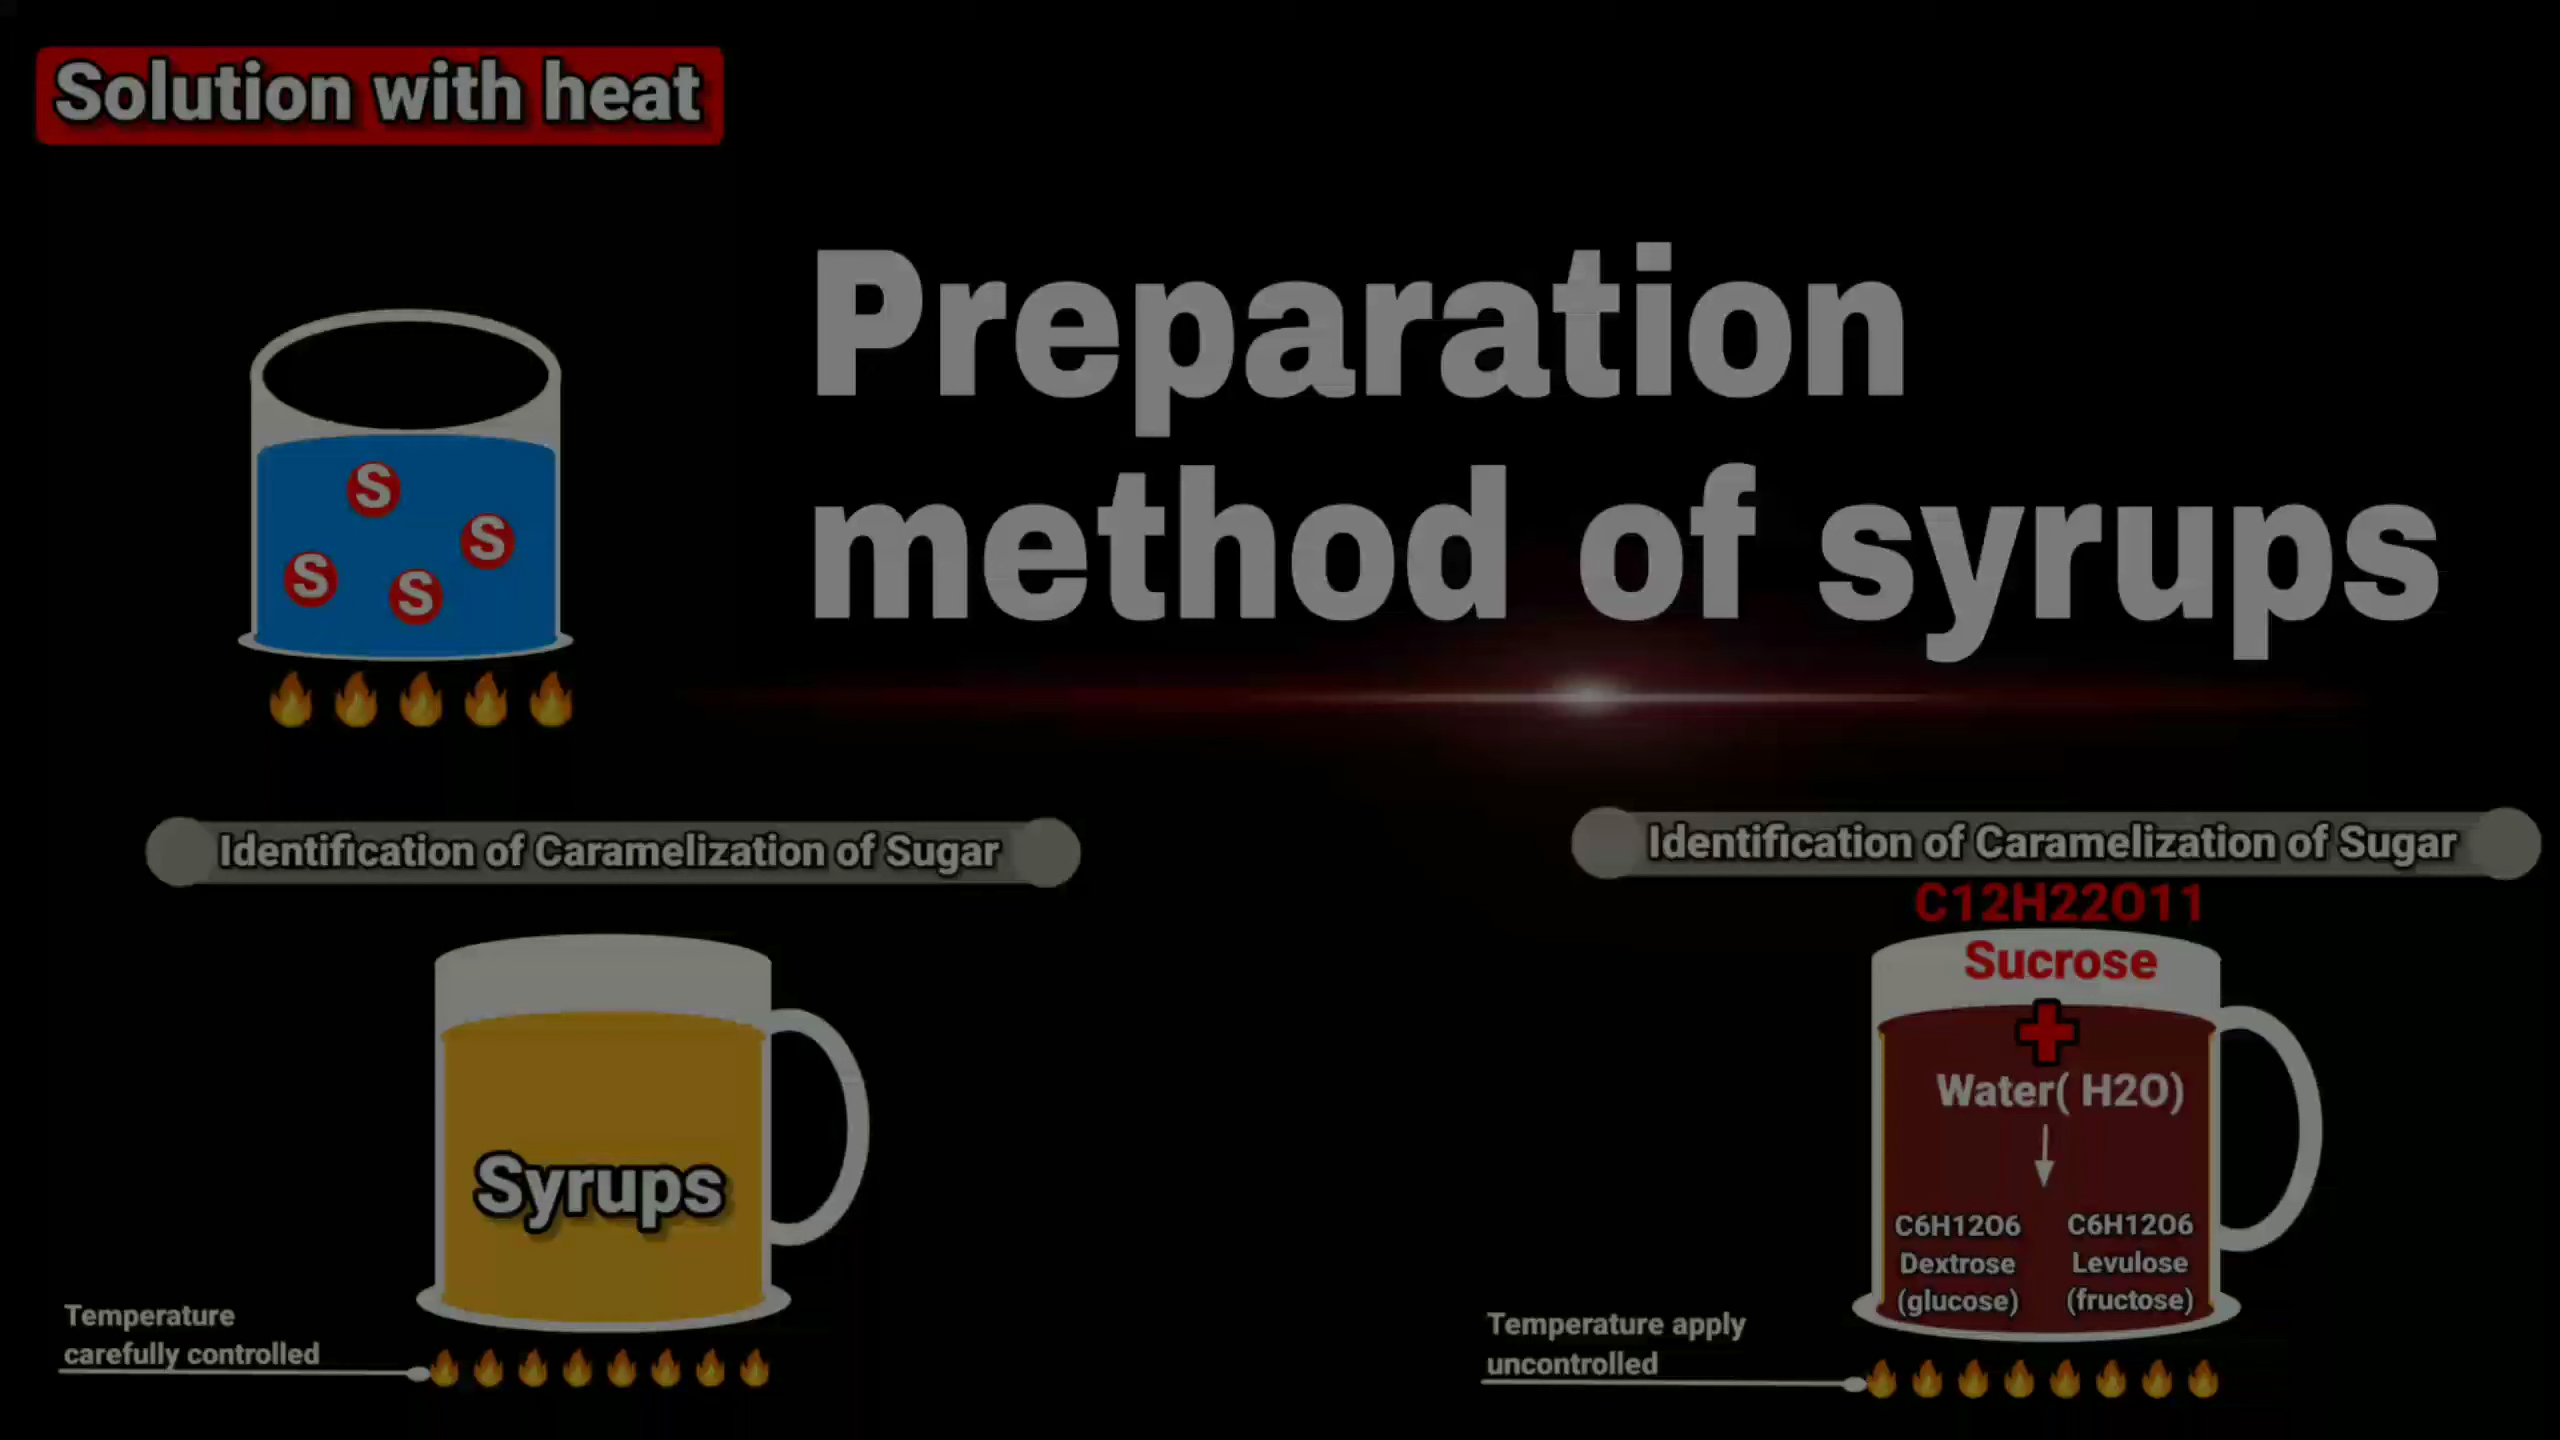 Solution with heat
Preparation
method of syrups
S
S
S
S
Identification of Caramelization of Sugar
Syrups
Temperature
carefully controlled
Identification of Caramelization of Sugar
C12H22O11
Sucrose
Water( H2O)
C6H12O6 C6H12O6
Dextrose Levulose
(glucose) (fructose)
Temperature apply
uncontrolled